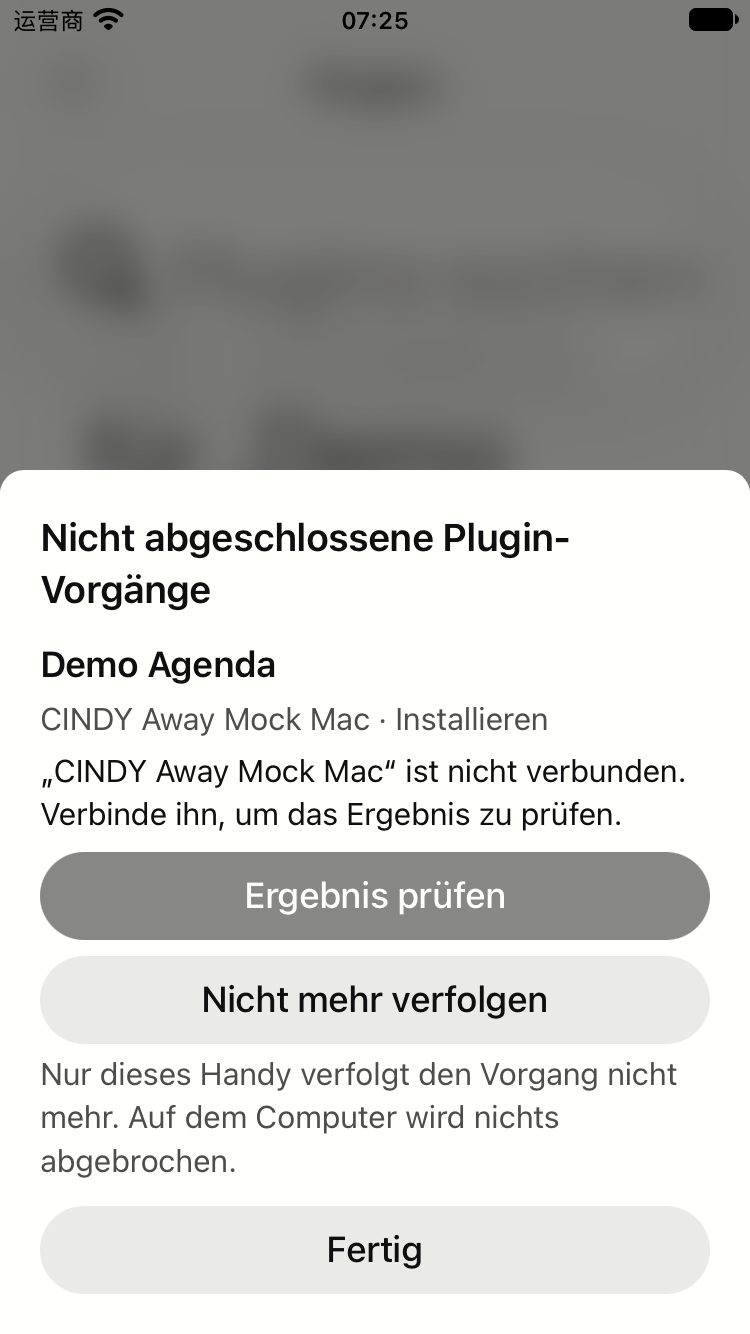 运营商
07:25
Nicht abgeschlossene Plugin-
Vorgänge
Demo Agenda
CINDY Away Mock Mac · Installieren
„CINDY Away Mock Mac“ ist nicht verbunden.
Verbinde ihn, um das Ergebnis zu prüfen.
Ergebnis prüfen
Nicht mehr verfolgen
Nur dieses Handy verfolgt den Vorgang nicht
mehr. Auf dem Computer wird nichts
abgebrochen.
Fertig